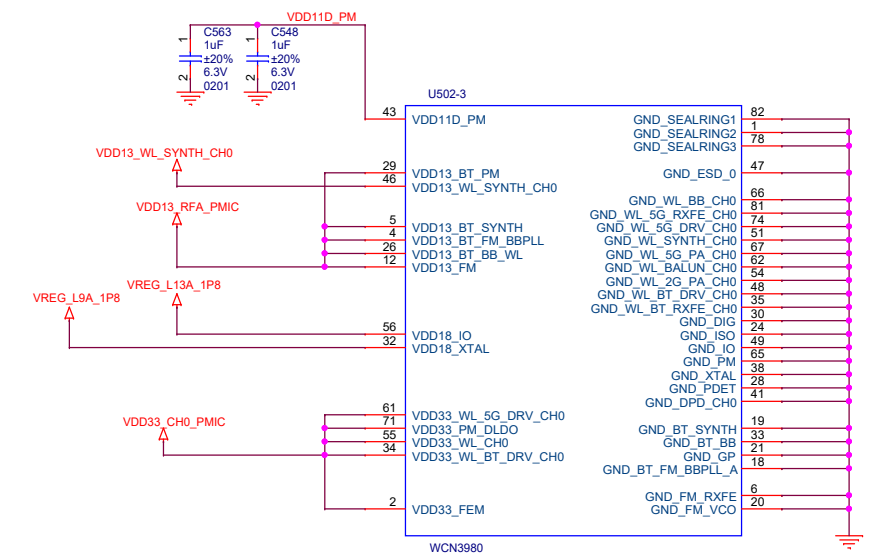 VDD11D_PM
C563
1uF
±20%
6.3V
0201
1
2
C548
1uF
±20%
6.3V
0201
1
2
U502-3
43 VDD11D_PM
VDD13_WL_SYNTH_CH0
29 VDD13_BT_PM
46 VDD13_WL_SYNTH_CH0
VDD13_RFA_PMIC
5 VDD13_BT_SYNTH
4 VDD13_BT_FM_BBPLL
26 VDD13_BT_BB_WL
12 VDD13_FM
VREG_L13A_1P8
VREG_L9A_1P8
56 VDD18_IO
32 VDD18_XTAL
61 VDD33_WL_5G_DRV_CH0
71 VDD33_PM_DLDO
55 VDD33_WL_CH0
34 VDD33_WL_BT_DRV_CH0
VDD33_CH0_PMIC
2 VDD33_FEM
GND_SEALRING1 82
GND_SEALRING2 1
GND_SEALRING3 78
GND_ESD_0 47
GND_WL_BB_CH0 66
GND_WL_5G_RXFE_CH0 81
GND_WL_5G_DRV_CH0 74
GND_WL_SYNTH_CH0 51
GND_WL_5G_PA_CH0 67
GND_WL_BALUN_CH0 62
GND_WL_2G_PA_CH0 54
GND_WL_BT_DRV_CH0 48
GND_WL_BT_RXFE_CH0 35
GND_DIG 30
GND_ISO 24
GND_IO 49
GND_PM 65
GND_XTAL 38
GND_PDET 28
GND_DPD_CH0 41
GND_BT_SYNTH 19
GND_BT_BB 33
GND_GP 21
GND_BT_FM_BBPLL_A 18
GND_FM_RXFE 6
GND_FM_VCO 20
WCN3980